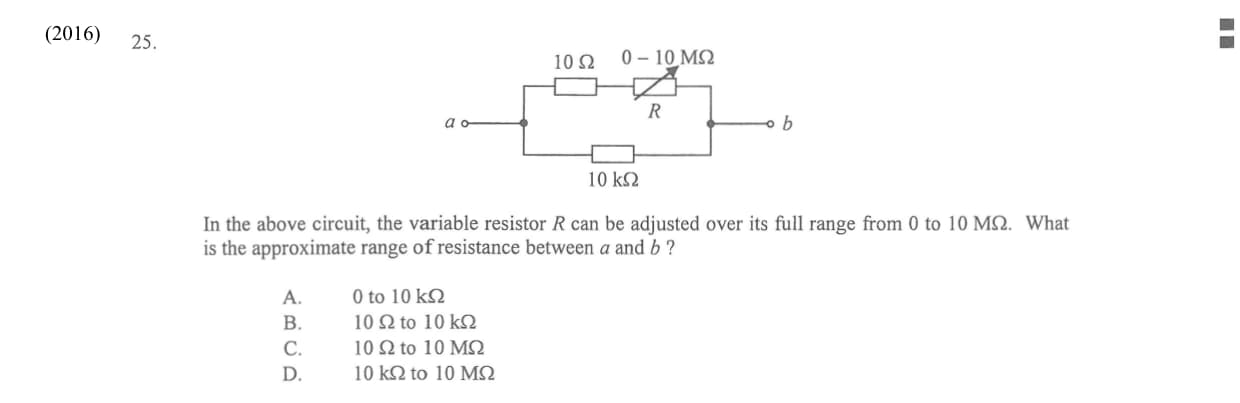 (2016) 25.
10 Ω 0 – 10 MΩ
R
a b
10 kΩ
In the above circuit, the variable resistor R can be adjusted over its full range from 0 to 10 MΩ. What
is the approximate range of resistance between a and b ?
A. 0 to 10 kΩ
B. 10 Ω to 10 kΩ
C. 10 Ω to 10 MΩ
D. 10 kΩ to 10 MΩ